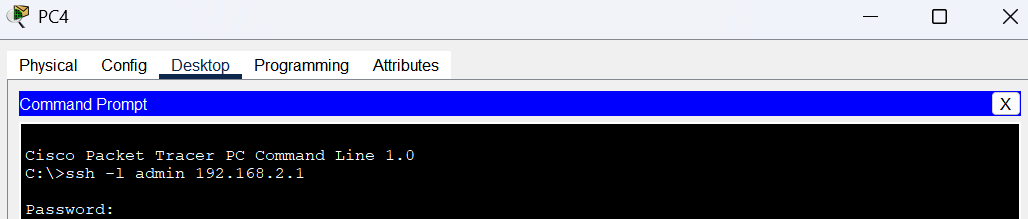 PC4
Physical Config Desktop Programming Attributes
Command Prompt
X
Cisco Packet Tracer PC Command Line 1.0
C:\>ssh -l admin 192.168.2.1
Password: